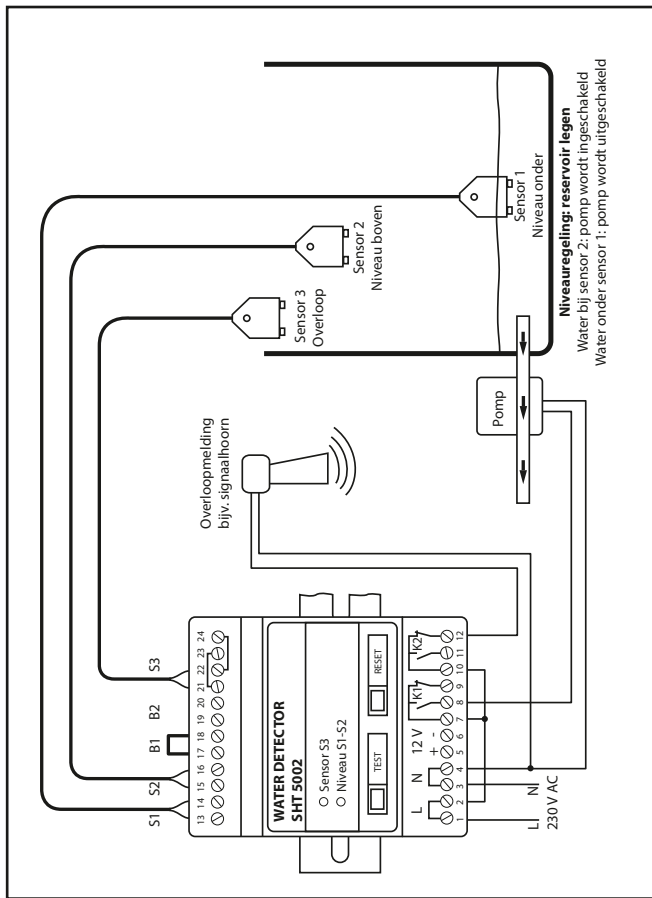 S1
S2
B1
B2
S3
13 14 15 16 17 18 19 20 21 22 23 24
WATER DETECTOR
SHT 5002
Sensor S3
Niveau S1-S2
TEST
RESET
L
N
12 V
+ -
K1
K2
1 2 3 4 5 6 7 8 9 10 11 12
L
N
230 V AC
Overloopmelding
bijv. signaalhoorn
Pomp
Sensor 3
Overloop
Sensor 2
Niveau boven
Sensor 1
Niveau onder
Niveauregeling: reservoir legen
Water bij sensor 2: pomp wordt ingeschakeld
Water onder sensor 1: pomp wordt uitgeschakeld